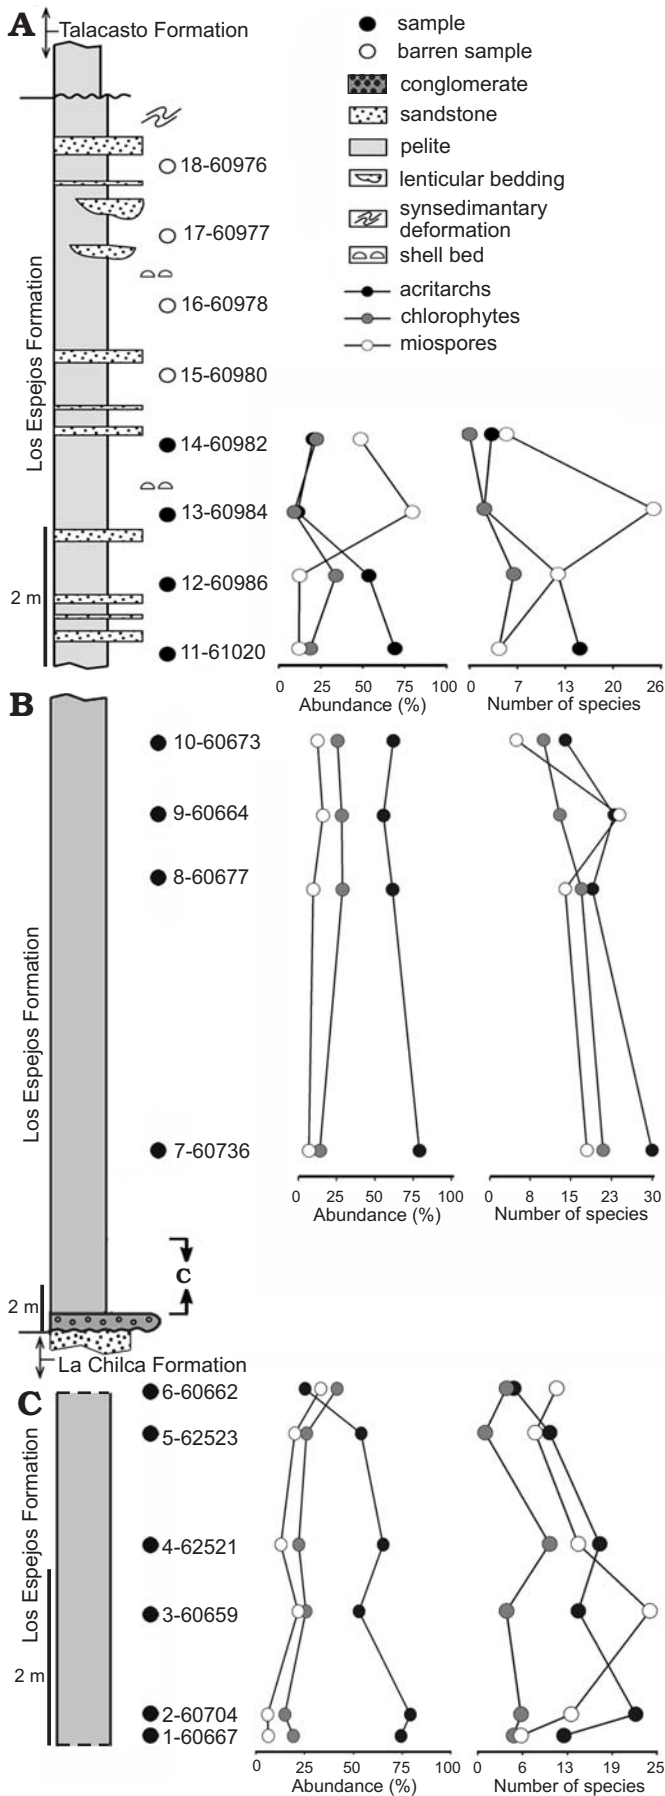 A
Talacasto Formation
sample
barren sample
conglomerate
sandstone
pelite
lenticular bedding
synsedimantary
deformation
shell bed
acritarchs
chlorophytes
miospores
Los Espejos Formation
18-60976
17-60977
16-60978
15-60980
14-60982
13-60984
12-60986
11-61020
2 m
0 25 50 75 100
Abundance (%)
0 7 13 20 26
Number of species
B
Los Espejos Formation
10-60673
9-60664
8-60677
7-60736
0 25 50 75 100
Abundance (%)
0 8 15 23 30
Number of species
C
2 m
La Chilca Formation
C
Los Espejos Formation
6-60662
5-62523
4-62521
3-60659
2-60704
1-60667
2 m
0 25 50 75 100
Abundance (%)
0 6 13 19 25
Number of species